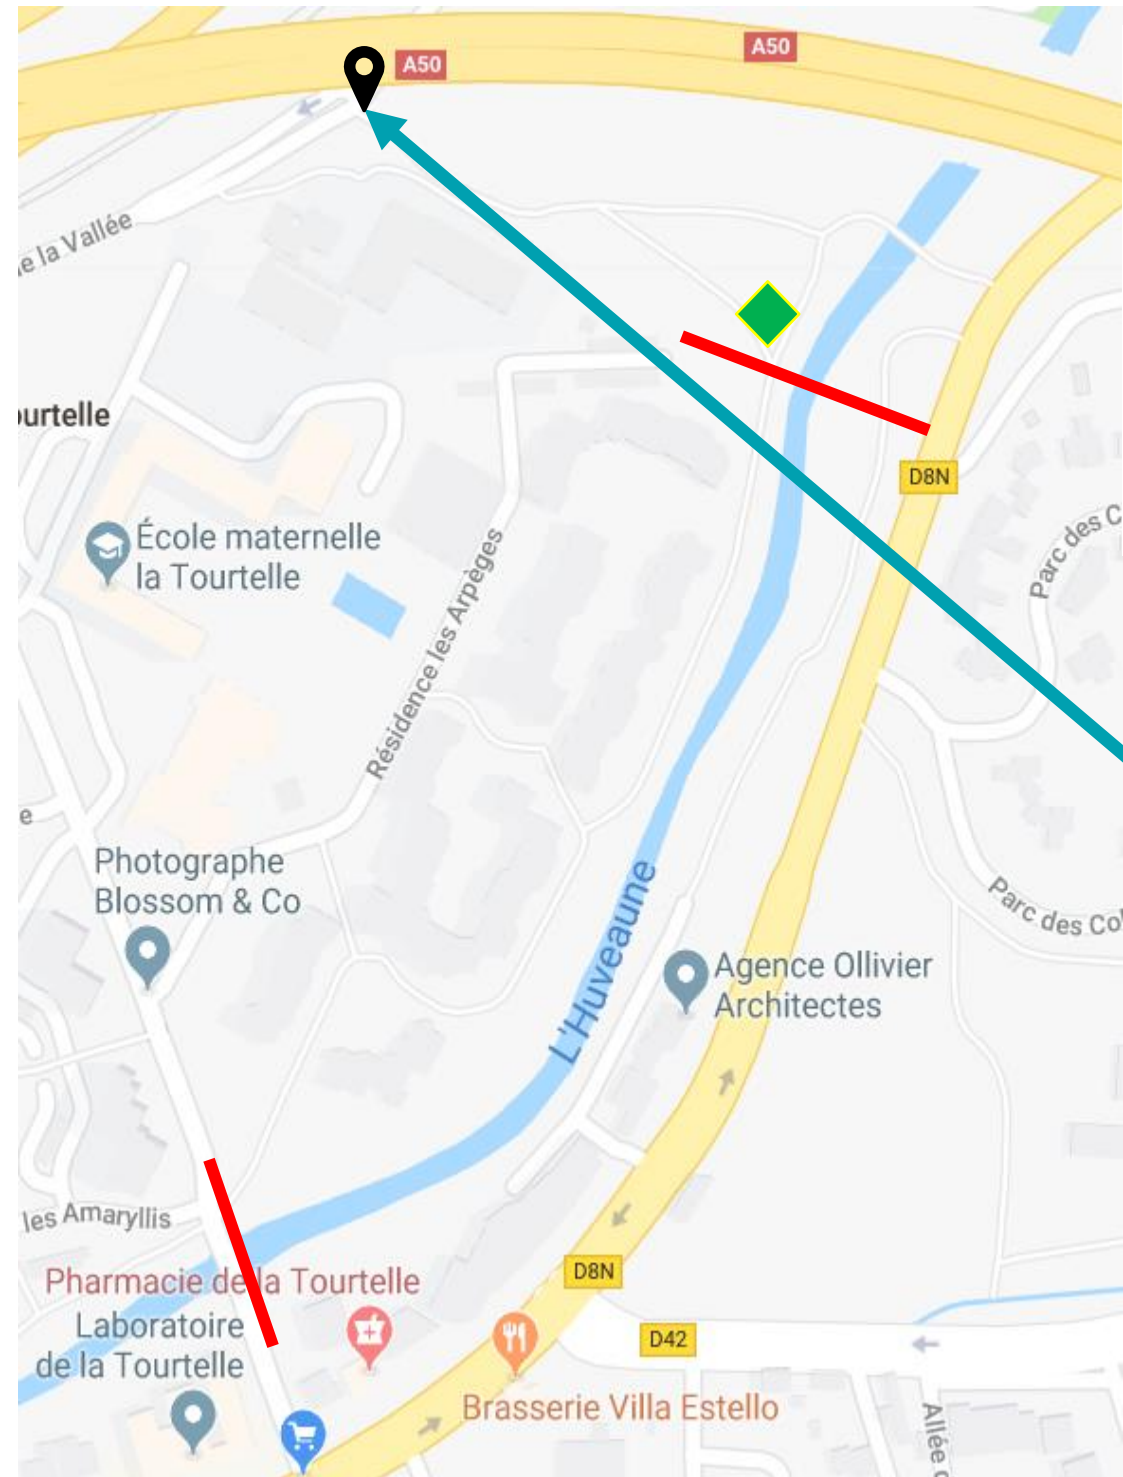 A50
A50
e la Vallée
ourtelle
D8N
Parc des C
École maternelle
la Tourtelle
Résidence les Arpèges
e
Photographe
Blossom & Co
L'Huveaune
Parc des Col
Agence Ollivier
Architectes
les Amaryllis
Pharmacie de la Tourtelle
D8N
Laboratoire
de la Tourtelle
D42
Brasserie Villa Estello
Allée d